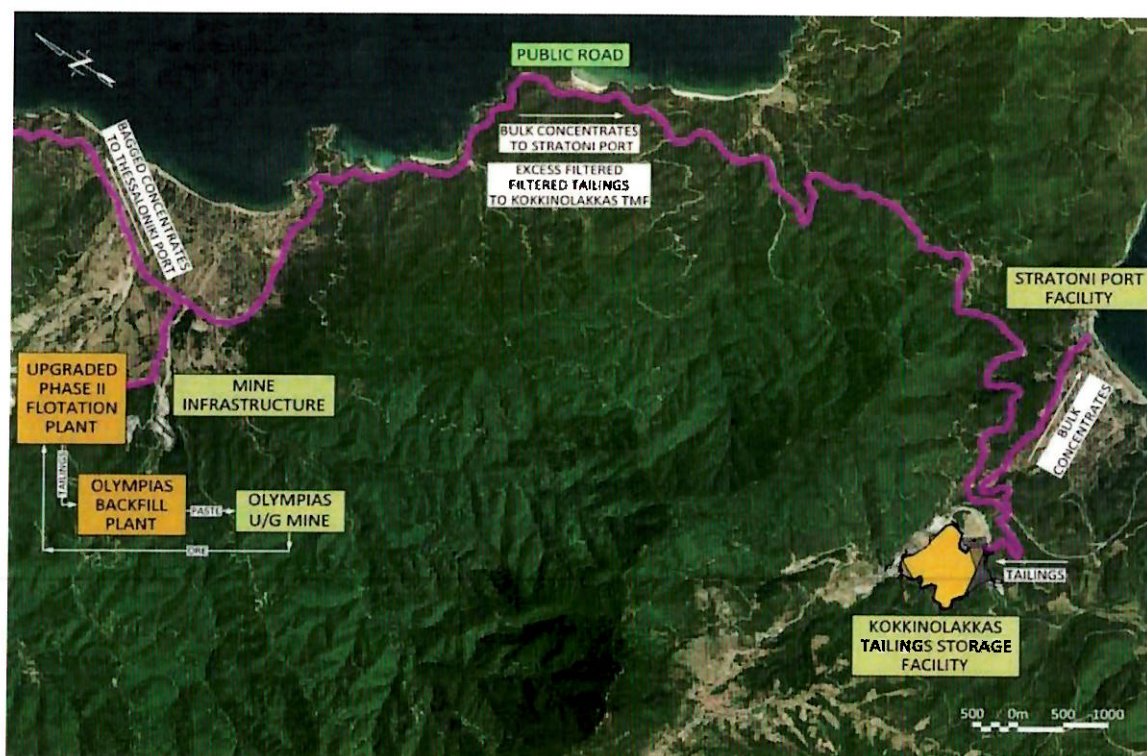 PUBLIC ROAD
BAGGED CONCENTRATES
TO THESSALONIKI PORT
BULK CONCENTRATES
TO STRATONI PORT
EXCESS FILTERED
FILTERED TAILINGS
TO KOKKINOLAKKAS TMF
STRATONI PORT
FACILITY
UPGRADED
PHASE II
FLOTATION
PLANT
MINE
INFRASTRUCTURE
BULK
CONCENTRATES
TAILINGS
OLYMPIAS
BACKFILL
PLANT
PASTE
OLYMPIAS
U/G MINE
ORE
TAILINGS
KOKKINOLAKKAS
TAILINGS STORAGE
FACILITY
500 0m 500 1000